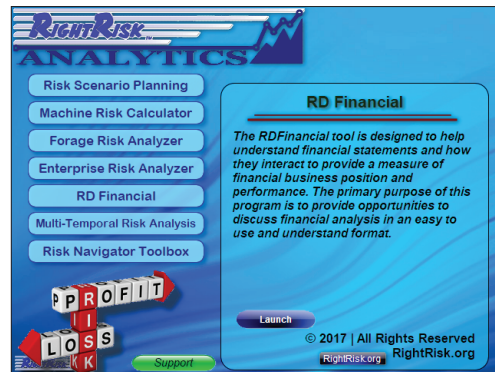 RightRisk™
ANALYTICS
Risk Scenario Planning
Machine Risk Calculator
Forage Risk Analyzer
Enterprise Risk Analyzer
RD Financial
Multi-Temporal Risk Analysis
Risk Navigator Toolbox
RD Financial
The RDFinancial tool is designed to help
understand financial statements and how
they interact to provide a measure of
financial business position and
performance. The primary purpose of this
program is to provide opportunities to
discuss financial analysis in an easy to
use and understand format.
PROFIT
RISK
LOSS
Launch
© 2017 | All Rights Reserved
RightRisk.org RightRisk.org
Support